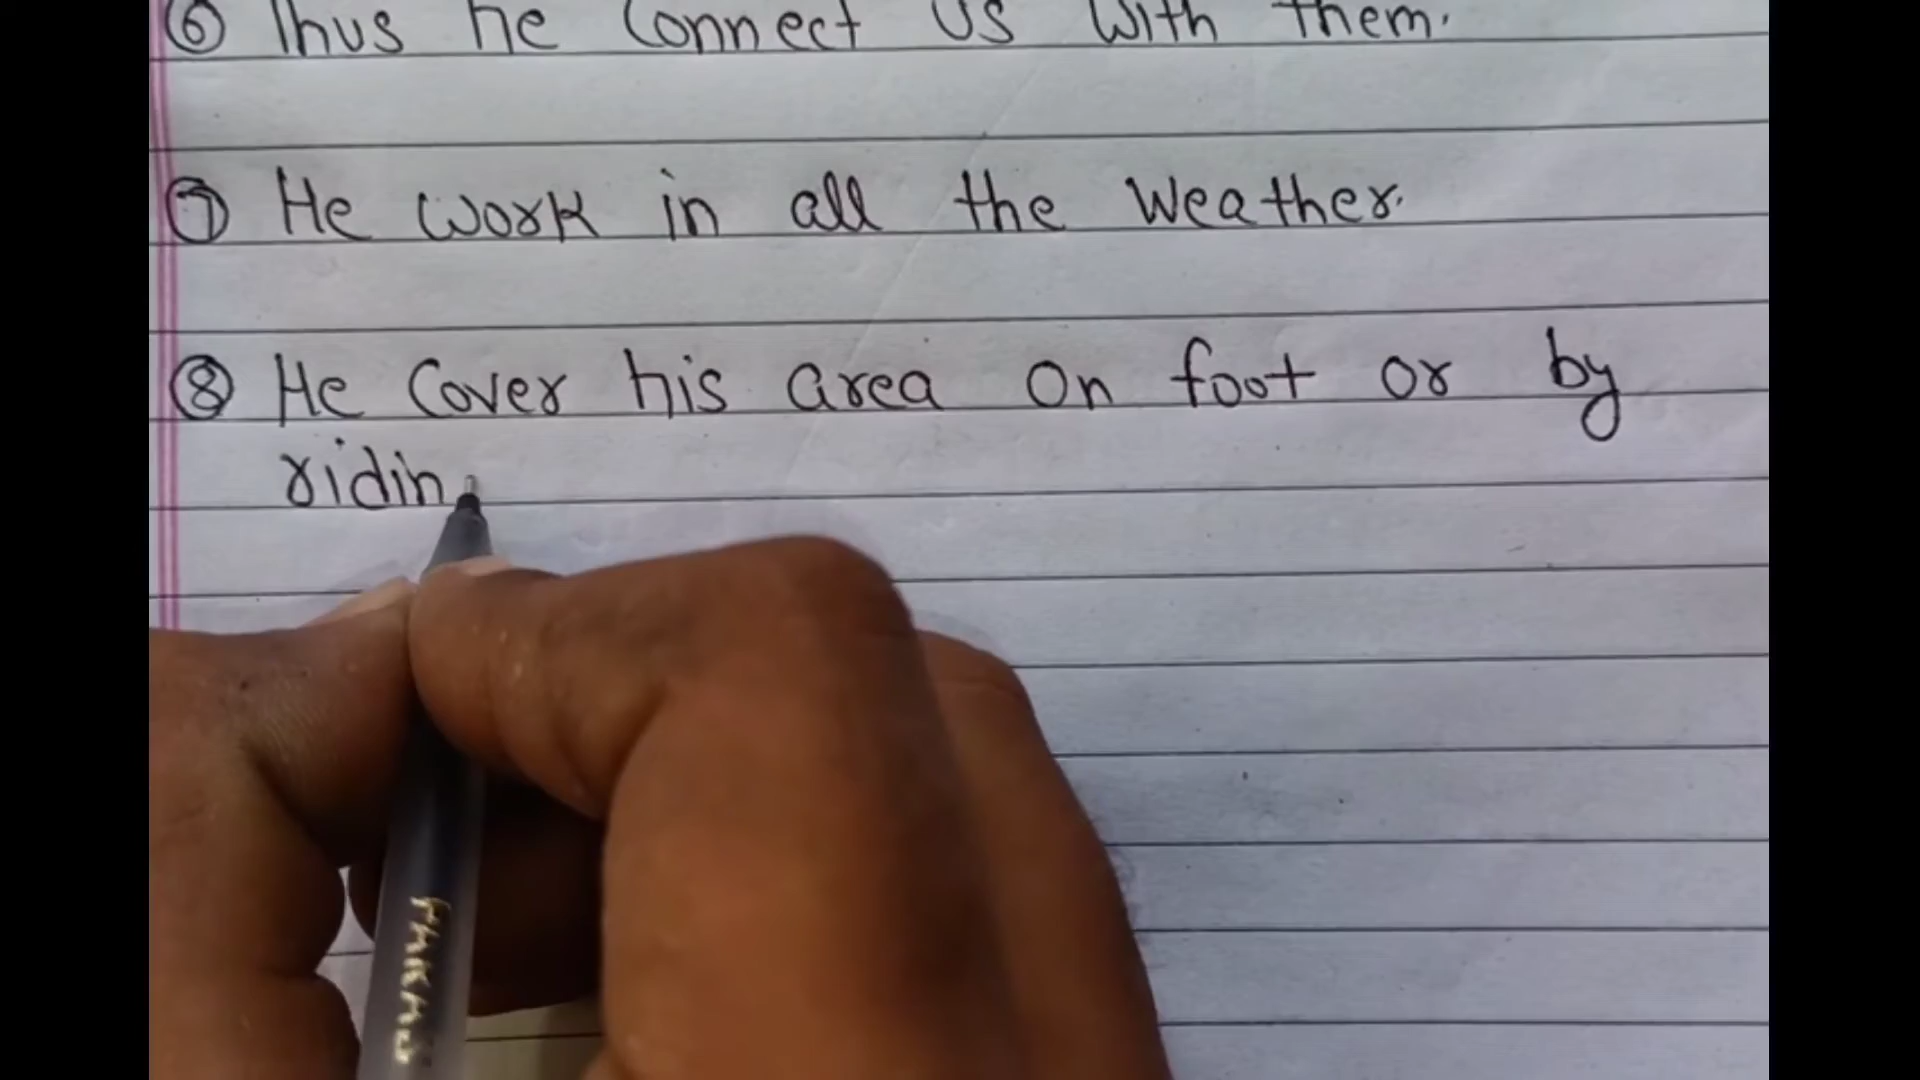 ⑥ Thus he Connect us with them.
⑦ He work in all the weather.
⑧ He Cover his area on foot or by
ridin